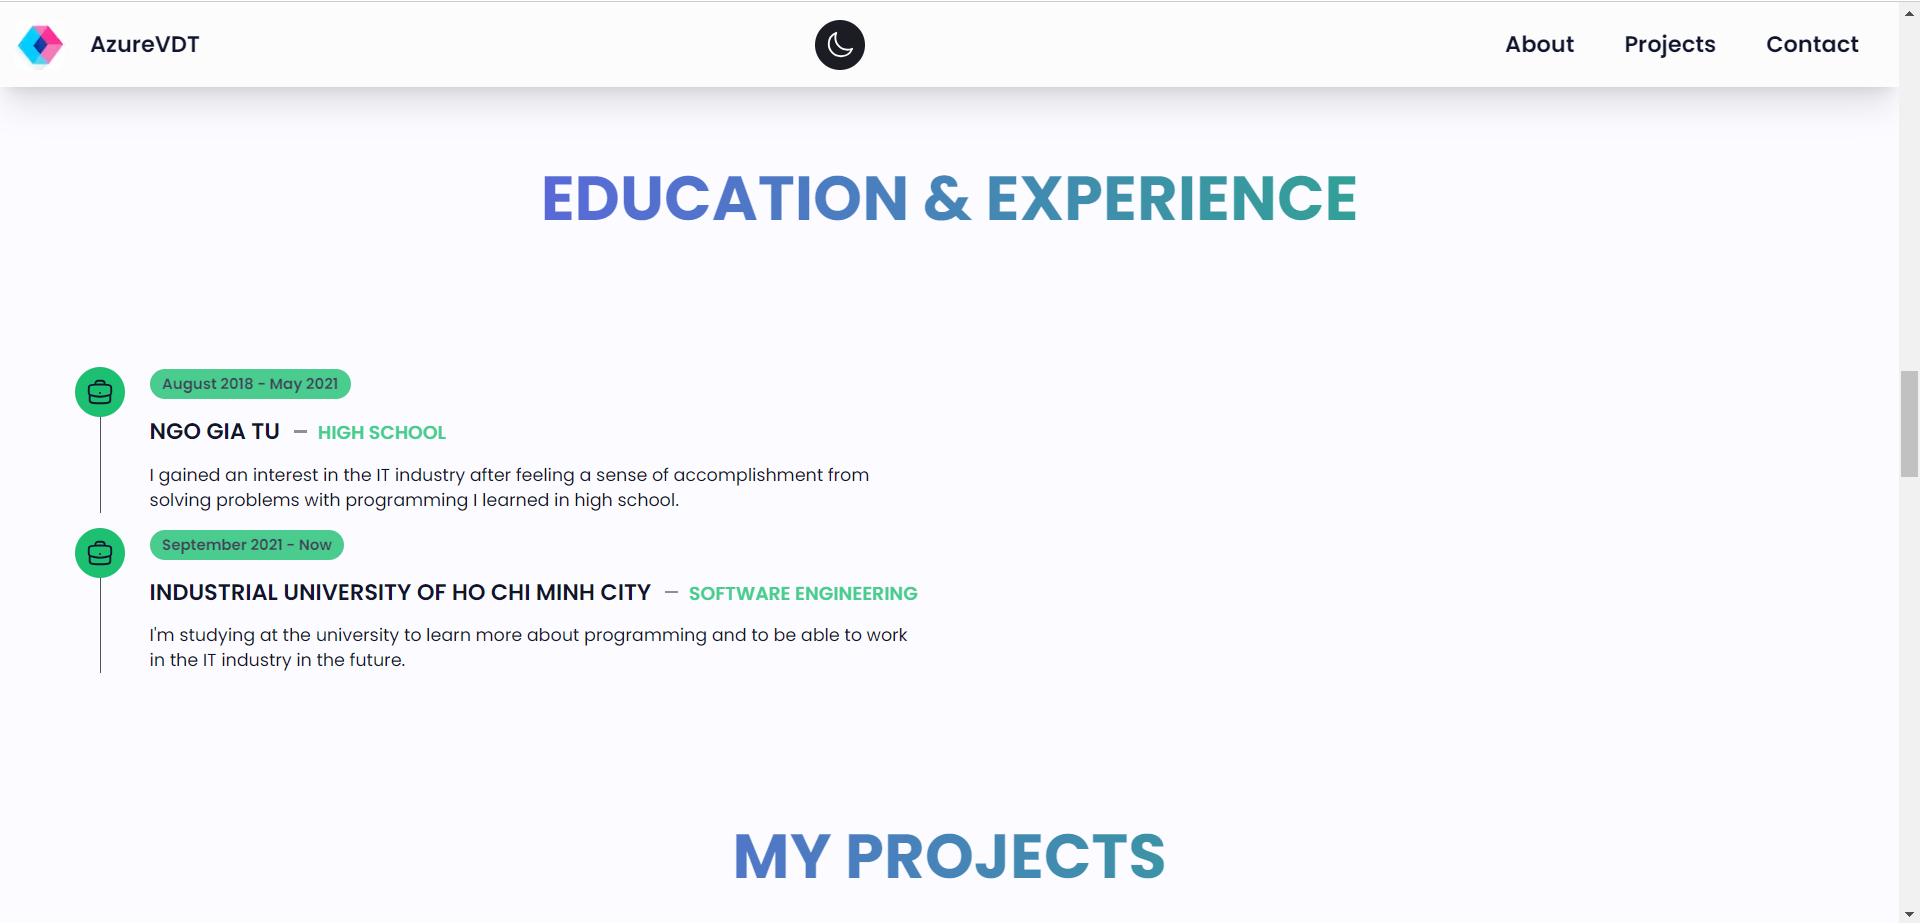 AzureVDT
About Projects Contact
EDUCATION & EXPERIENCE
August 2018 - May 2021
NGO GIA TU – HIGH SCHOOL
I gained an interest in the IT industry after feeling a sense of accomplishment from
solving problems with programming I learned in high school.
September 2021 - Now
INDUSTRIAL UNIVERSITY OF HO CHI MINH CITY – SOFTWARE ENGINEERING
I'm studying at the university to learn more about programming and to be able to work
in the IT industry in the future.
MY PROJECTS